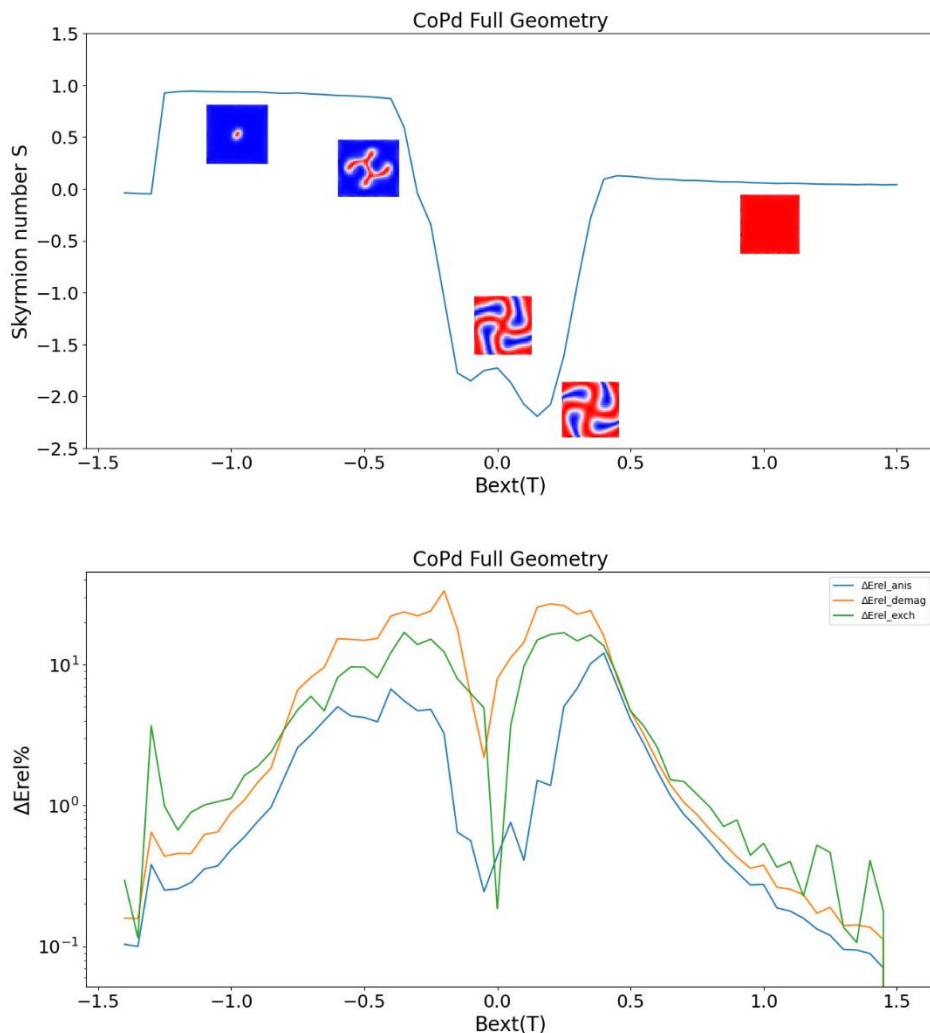 CoPd Full Geometry
1.5
1.0
0.5
0.0
−0.5
−1.0
−1.5
−2.0
−2.5
Skyrmion number S
−1.5 −1.0 −0.5 0.0 0.5 1.0 1.5
Bext(T)
CoPd Full Geometry
ΔErel_anis
ΔErel_demag
ΔErel_exch
10¹
10⁰
10⁻¹
ΔErel%
−1.5 −1.0 −0.5 0.0 0.5 1.0 1.5
Bext(T)